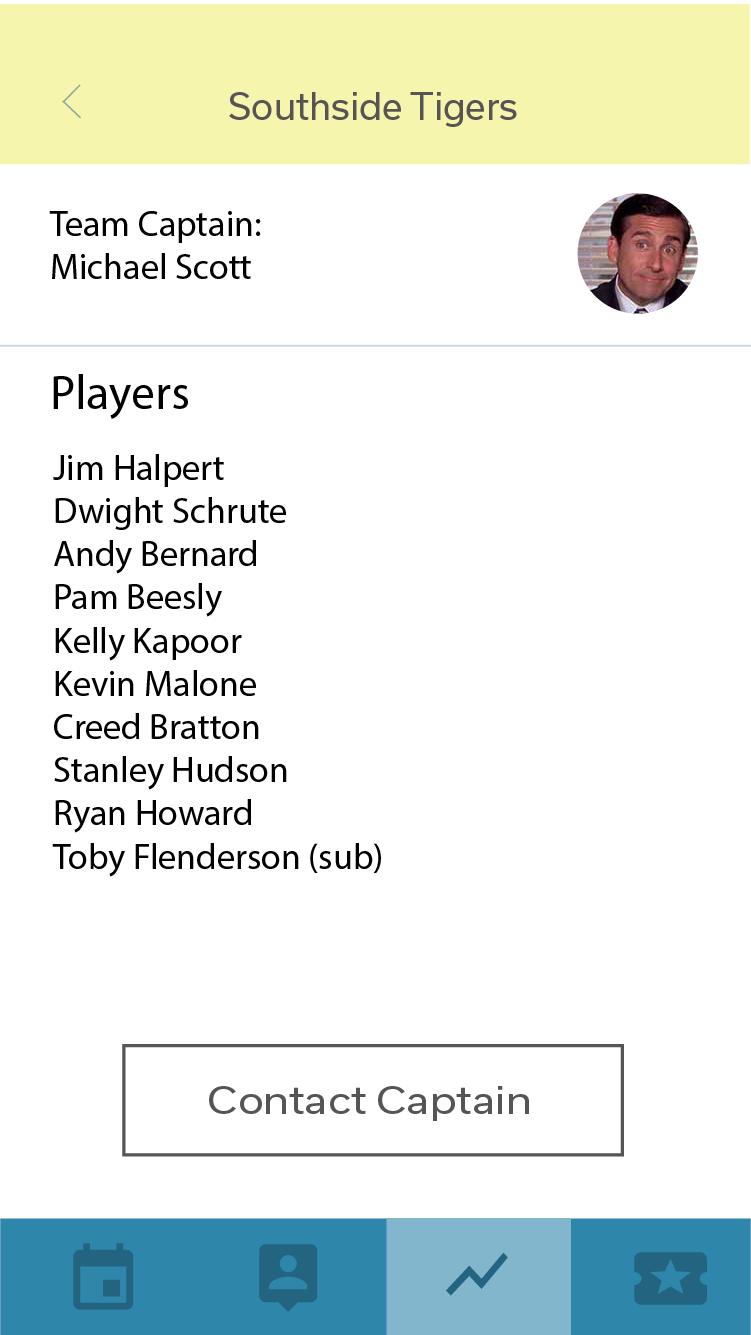 Southside Tigers
Team Captain:
Michael Scott
Players
Jim Halpert
Dwight Schrute
Andy Bernard
Pam Beesly
Kelly Kapoor
Kevin Malone
Creed Bratton
Stanley Hudson
Ryan Howard
Toby Flenderson (sub)
Contact Captain